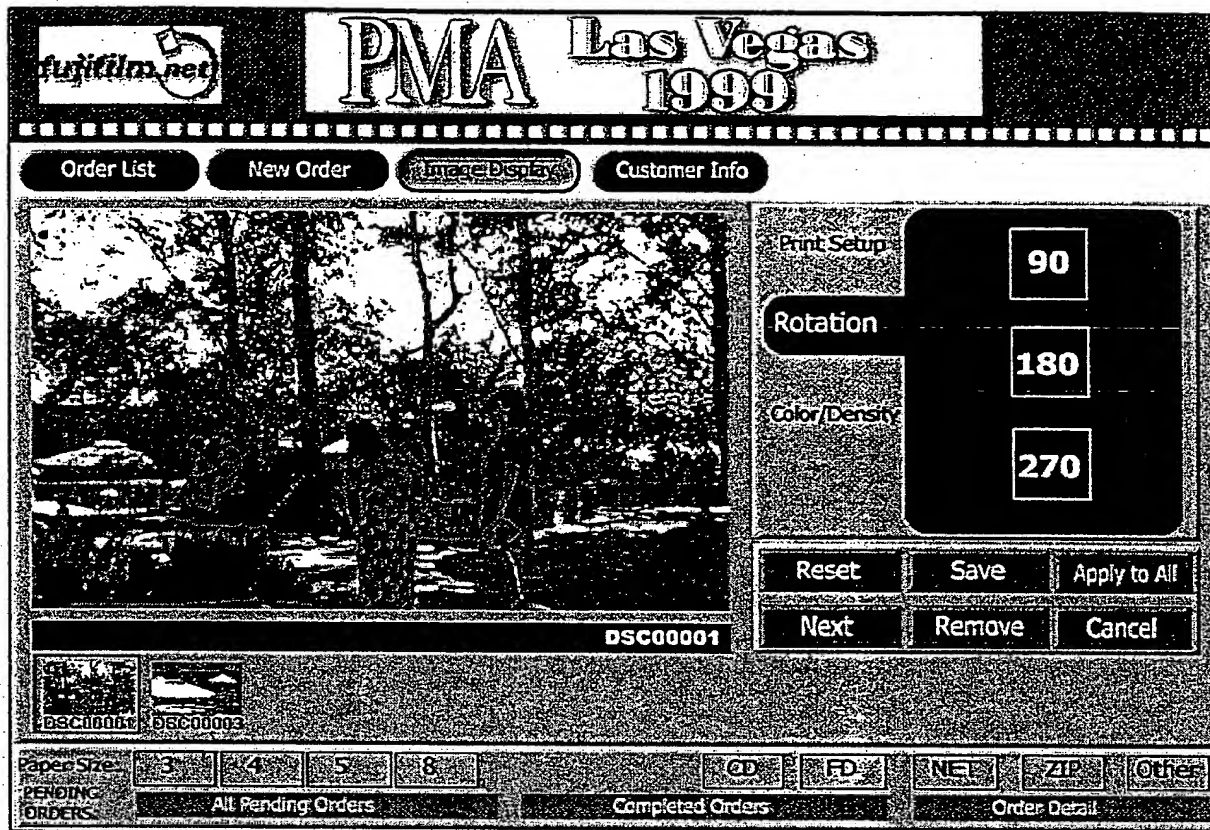 fujifilm.net
PMA Las Vegas
1999
Order List New Order Image Display Customer Info
Print Setup
90
Rotation
180
Color/Density
270
Reset Save Apply to All
Next Remove Cancel
DSC00001
DSC00001 DSC00003
Paper Size 3 4 5 8 CD FD NET ZIP Other
PENDING
ORDERS All Pending Orders Completed Orders Order Detail